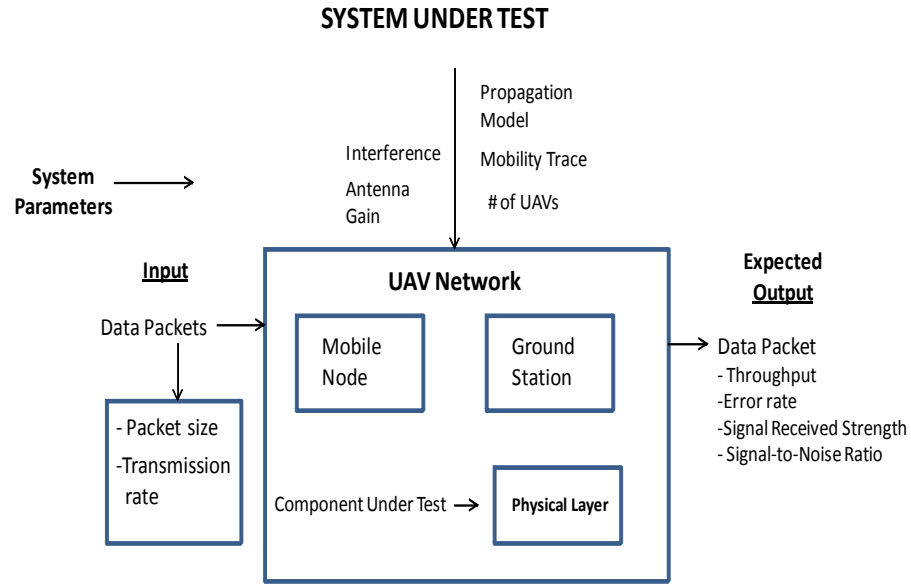 SYSTEM UNDER TEST
Propagation
Model
Interference
Mobility Trace
System
Parameters
Antenna
Gain
# of UAVs
Input
UAV Network
Expected
Output
Data Packets
Mobile
Node
Ground
Station
Data Packet
- Throughput
-Error rate
-Signal Received Strength
- Signal-to-Noise Ratio
- Packet size
-Transmission
rate
Component Under Test
Physical Layer